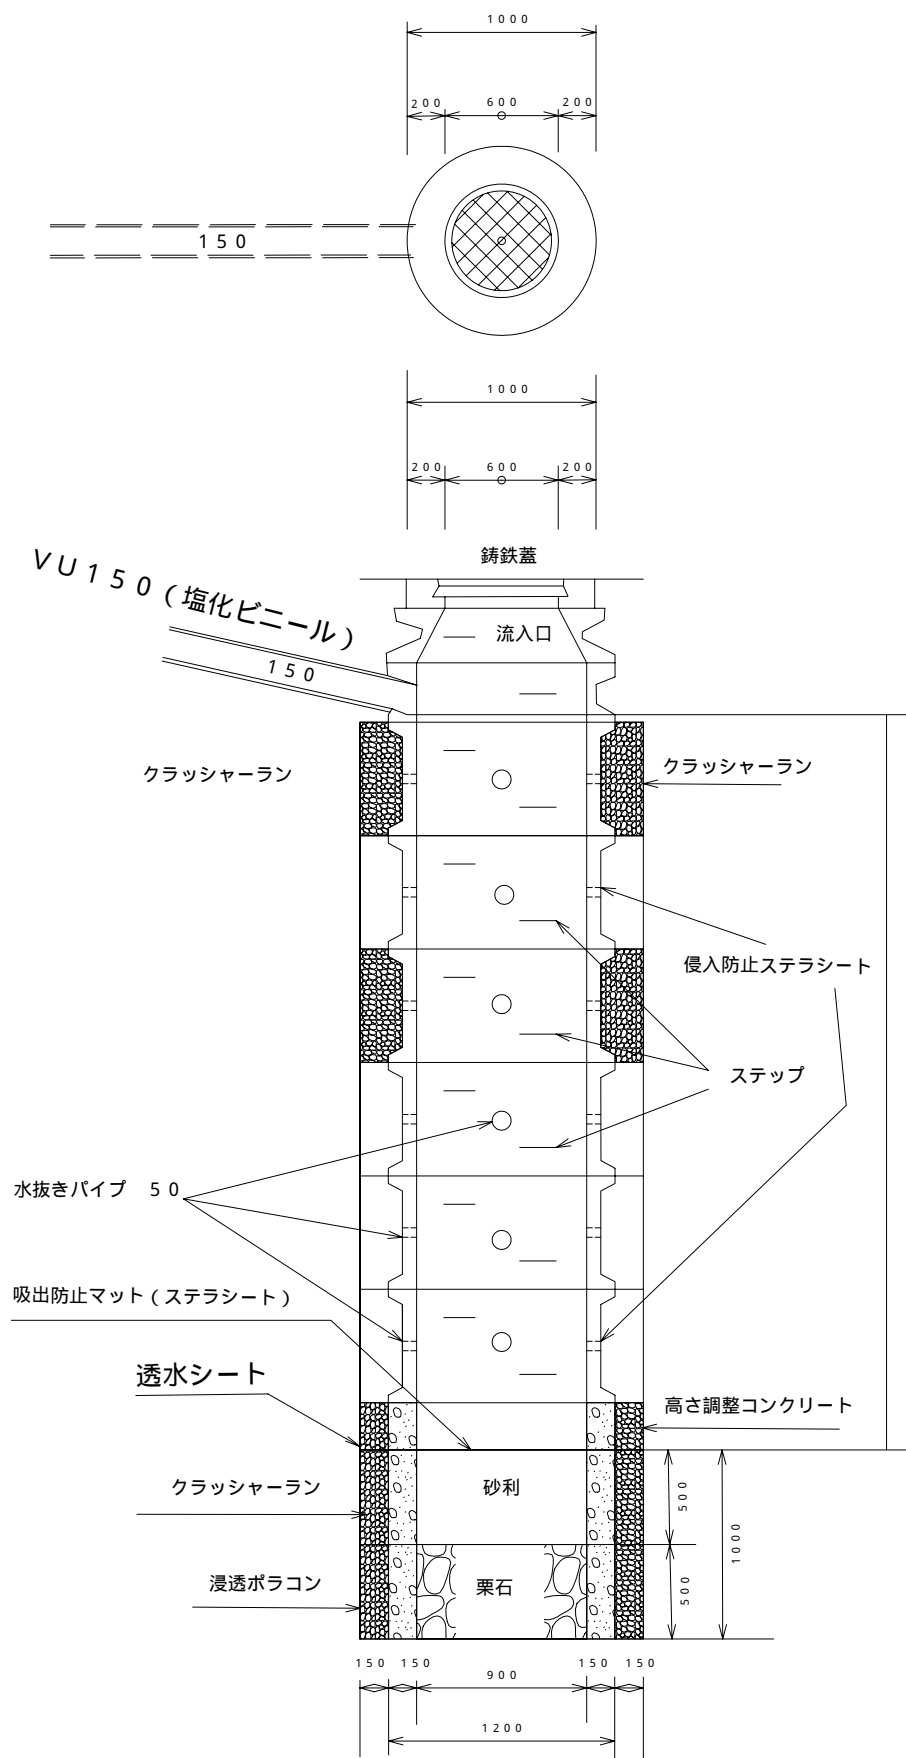 1000
200 600 200
150
1000
200 600 200
鋳鉄蓋
VU150(塩化ビニール)
流入口
150
クラッシャーラン
クラッシャーラン
侵入防止ステラシート
ステップ
水抜きパイプ 50
吸出防止マット(ステラシート)
透水シート
高さ調整コンクリート
クラッシャーラン
砂利
500
1000
浸透ポラコン
栗石
500
150 150 900 150 150
1200